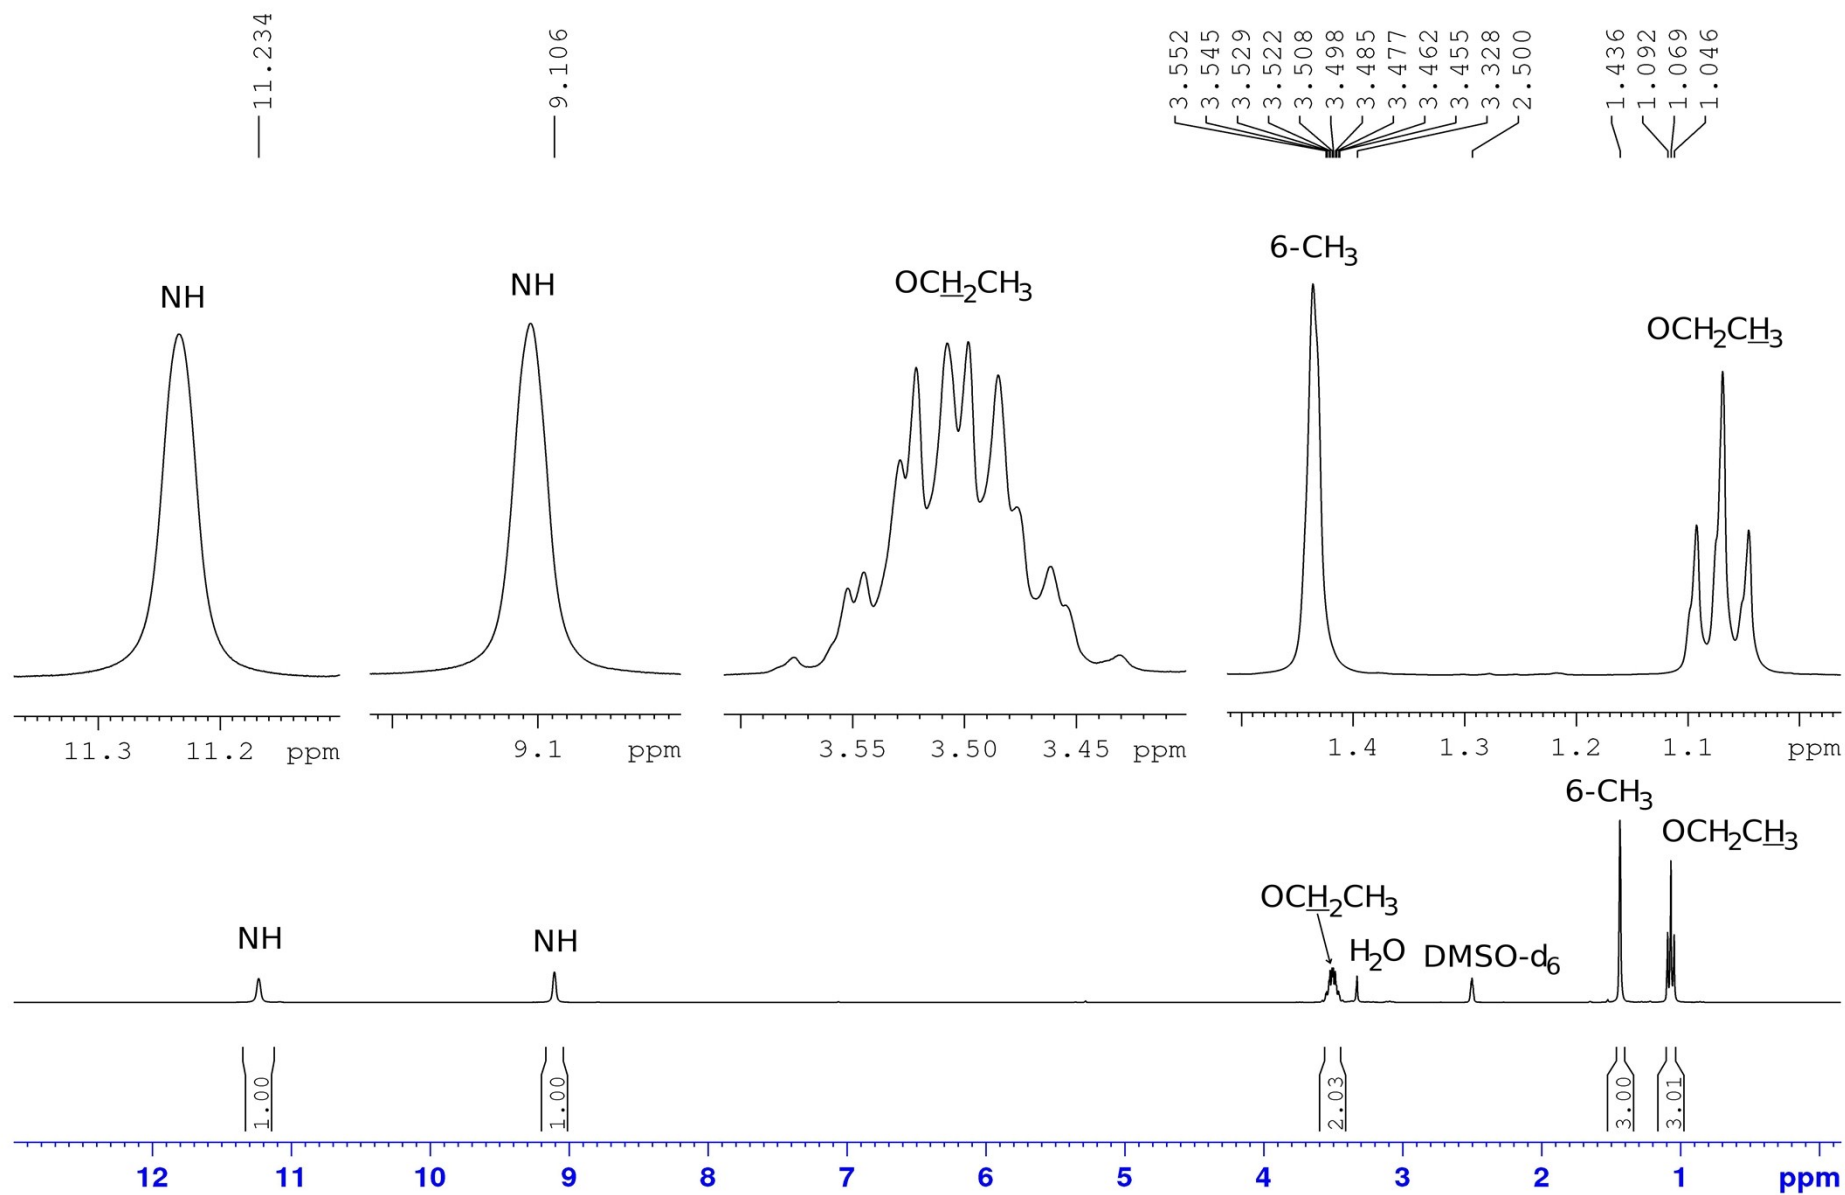 11.234
9.106
3.552
3.545
3.529
3.522
3.508
3.498
3.485
3.477
3.462
3.455
3.328
2.500
1.436
1.092
1.069
1.046
NH
NH
OCH₂CH₃
6-CH₃
OCH₂CH₃
11.3 11.2 ppm
9.1 ppm
3.55 3.50 3.45 ppm
1.4 1.3 1.2 1.1 ppm
6-CH₃
OCH₂CH₃
NH
NH
OCH₂CH₃
H₂O
DMSO-d₆
1.00
1.00
2.03
3.00
3.01
12 11 10 9 8 7 6 5 4 3 2 1 ppm